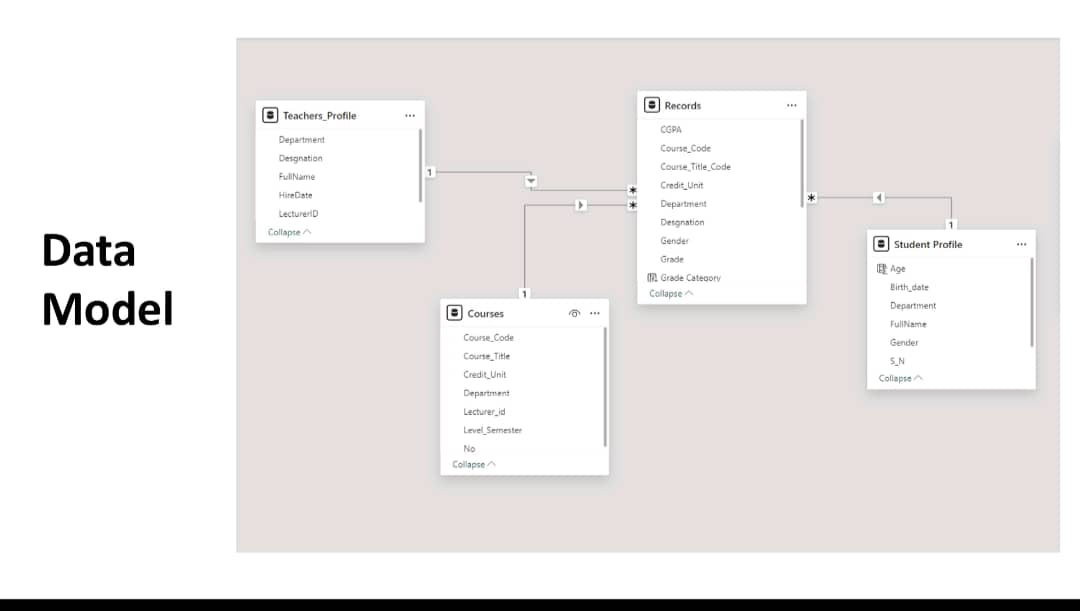 Data
Model
Teachers_Profile
Department
Desgnation
FullName
HireDate
LecturerID
Collapse
1
Records
CGPA
Course_Code
Course_Title_Code
Credit_Unit
Department
Desgnation
Gender
Grade
Grade Category
Collapse
*
*
*
1
Courses
Course_Code
Course_Title
Credit_Unit
Department
Lecturer_id
Level_Semester
No
Collapse
1
Student Profile
Age
Birth_date
Department
FullName
Gender
S_N
Collapse